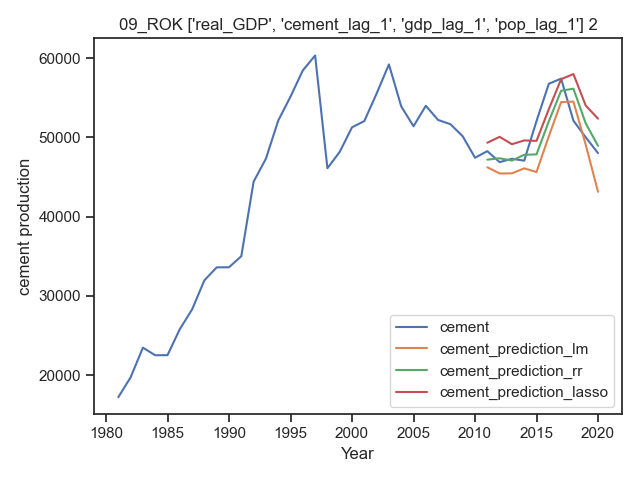 09_ROK ['real_GDP', 'cement_lag_1', 'gdp_lag_1', 'pop_lag_1'] 2
60000
50000
40000
30000
20000
cement production
cement
cement_prediction_lm
cement_prediction_rr
cement_prediction_lasso
1980 1985 1990 1995 2000 2005 2010 2015 2020
Year